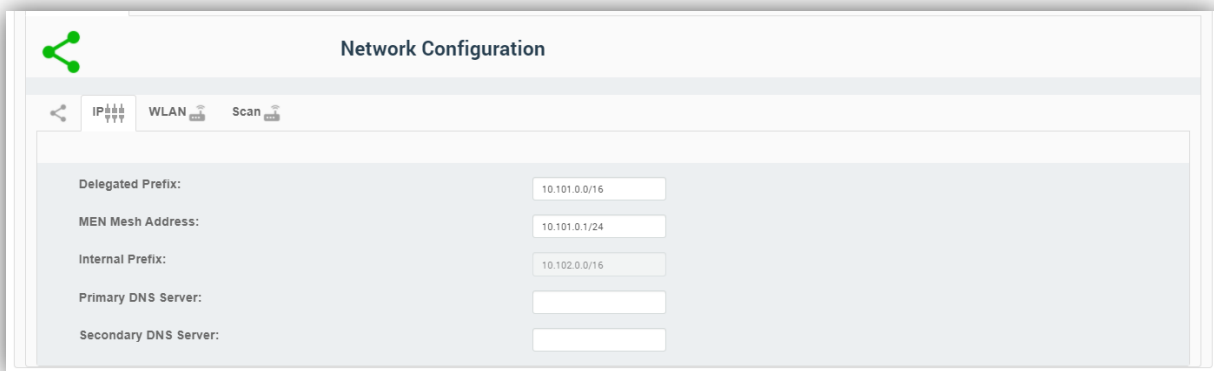 Network Configuration
IP WLAN Scan
Delegated Prefix: 10.101.0.0/16
MEN Mesh Address: 10.101.0.1/24
Internal Prefix: 10.102.0.0/16
Primary DNS Server:
Secondary DNS Server: